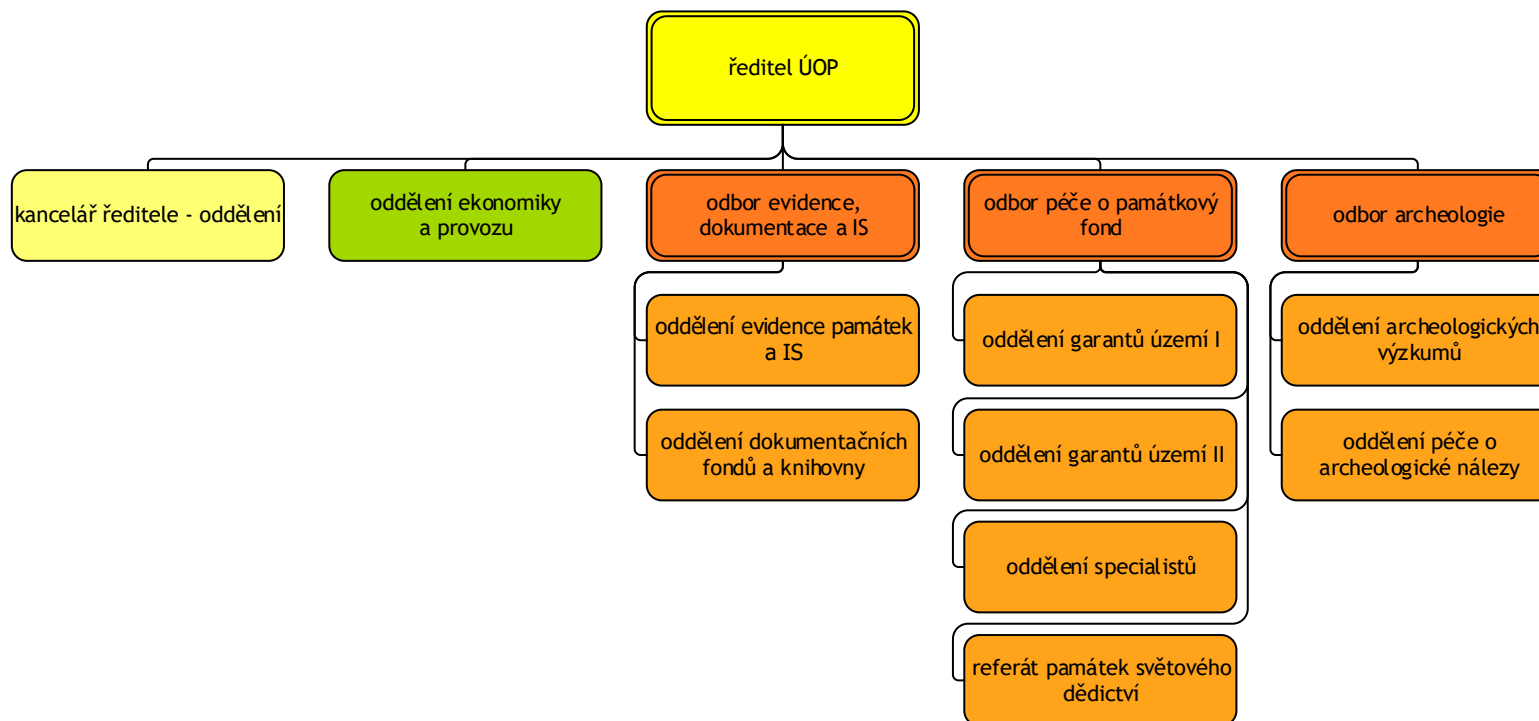 ředitel ÚOP
kancelář ředitele - oddělení
oddělení ekonomiky
a provozu
odbor evidence,
dokumentace a IS
odbor péče o památkový
fond
odbor archeologie
oddělení evidence památek
a IS
oddělení dokumentačních
fondů a knihovny
oddělení garantů území I
oddělení garantů území II
oddělení specialistů
referát památek světového
dědictví
oddělení archeologických
výzkumů
oddělení péče o
archeologické nálezy